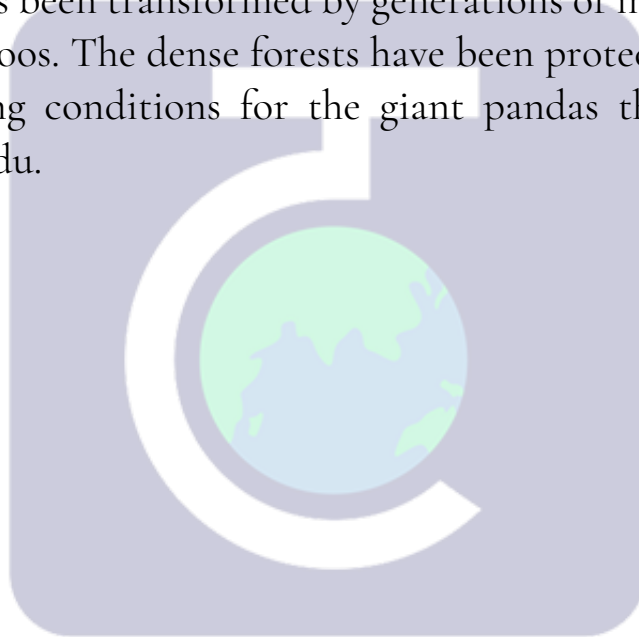 been transformed by generations of
The dense forests have been
conditions for the giant pandas